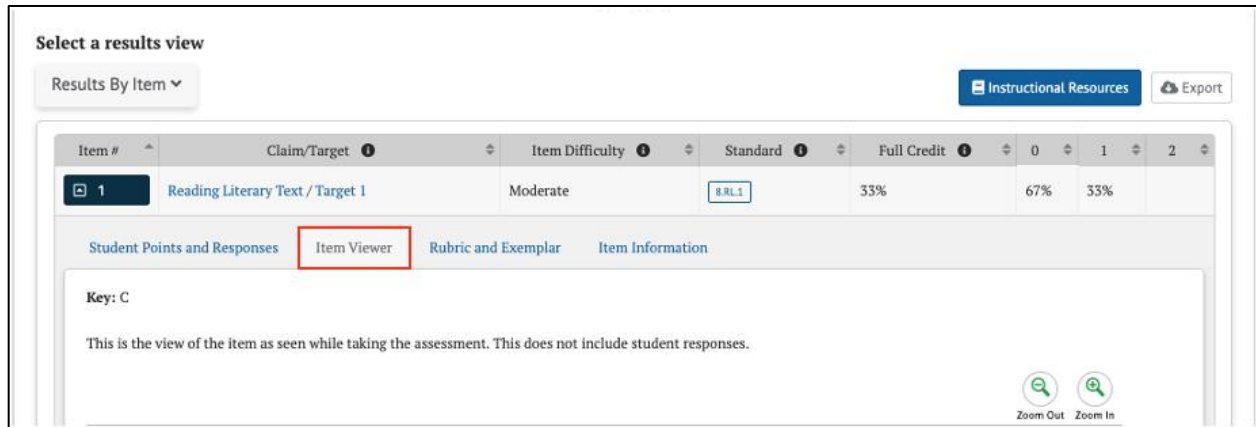 Select a results view
Results By Item
Instructional Resources
Export
Item # Claim/Target Item Difficulty Standard Full Credit 0 1 2
1 Reading Literary Text / Target 1 Moderate 8.RL.1 33% 67% 33%
Student Points and Responses Item Viewer Rubric and Exemplar Item Information
Key: C
This is the view of the item as seen while taking the assessment. This does not include student responses.
Zoom Out Zoom In